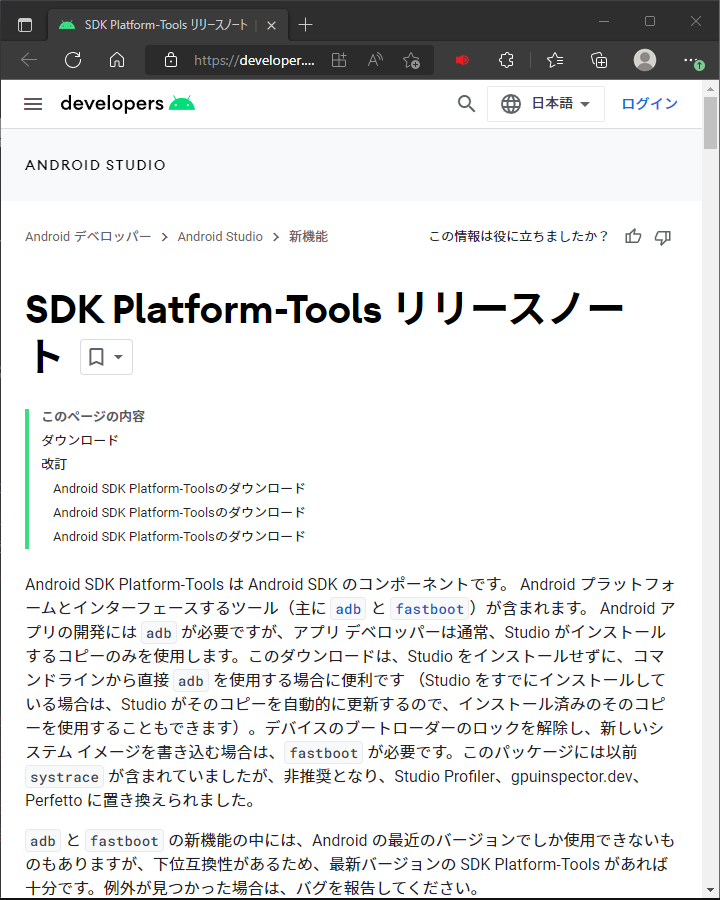 SDK Platform-Tools リリースノート
https://developer....
developers
日本語
ログイン
ANDROID STUDIO
Android デベロッパー > Android Studio > 新機能
この情報は役に立ちましたか？
SDK Platform-Tools リリースノー
ト
このページの内容
ダウンロード
改訂
Android SDK Platform-Toolsのダウンロード
Android SDK Platform-Toolsのダウンロード
Android SDK Platform-Toolsのダウンロード
Android SDK Platform-Tools は Android SDK のコンポーネントです。 Android プラットフォ
ームとインターフェースするツール（主に adb と fastboot）が含まれます。 Android ア
プリの開発には adb が必要ですが、アプリ デベロッパーは通常、Studio がインストール
するコピーのみを使用します。このダウンロードは、Studio をインストールせずに、コマ
ンドラインから直接 adb を使用する場合に便利です （Studio をすでにインストールして
いる場合は、Studio がそのコピーを自動的に更新するので、インストール済みのそのコピ
ーを使用することもできます）。デバイスのブートローダーのロックを解除し、新しいシ
ステム イメージを書き込む場合は、fastboot が必要です。このパッケージには以前
systrace が含まれていましたが、非推奨となり、Studio Profiler、gpuinspector.dev、
Perfetto に置き換えられました。
adb と fastboot の新機能の中には、Android の最近のバージョンでしか使用できないも
のもありますが、下位互換性があるため、最新バージョンの SDK Platform-Tools があれば
十分です。例外が見つかった場合は、バグを報告してください。